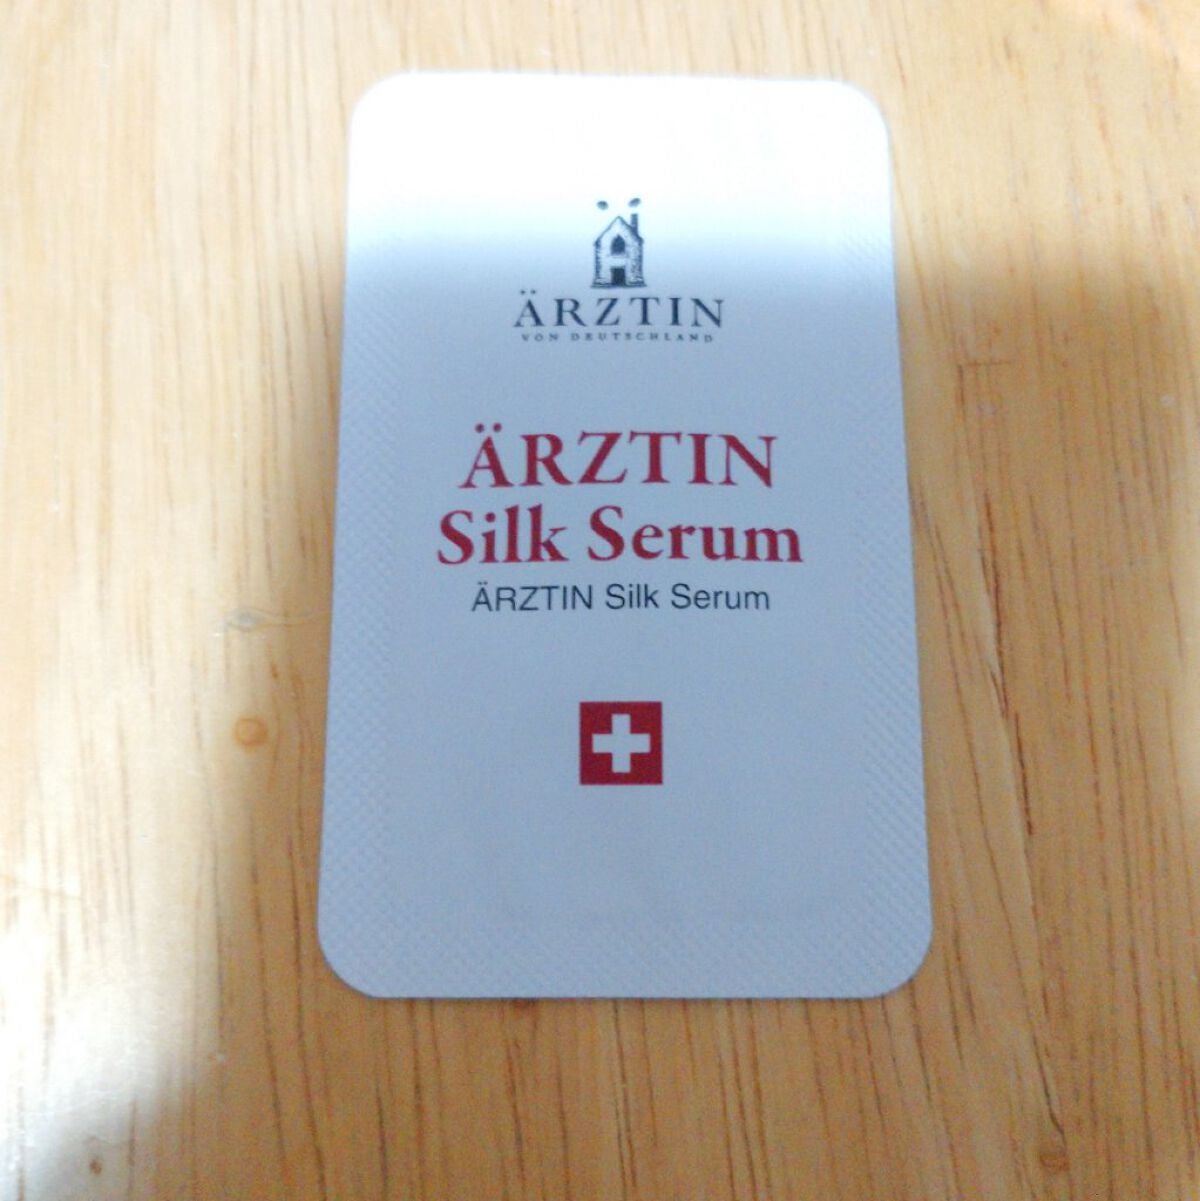 ÄRZTIN
VON DEUTSCHLAND
ÄRZTIN
Silk Serum
ÄRZTIN Silk Serum